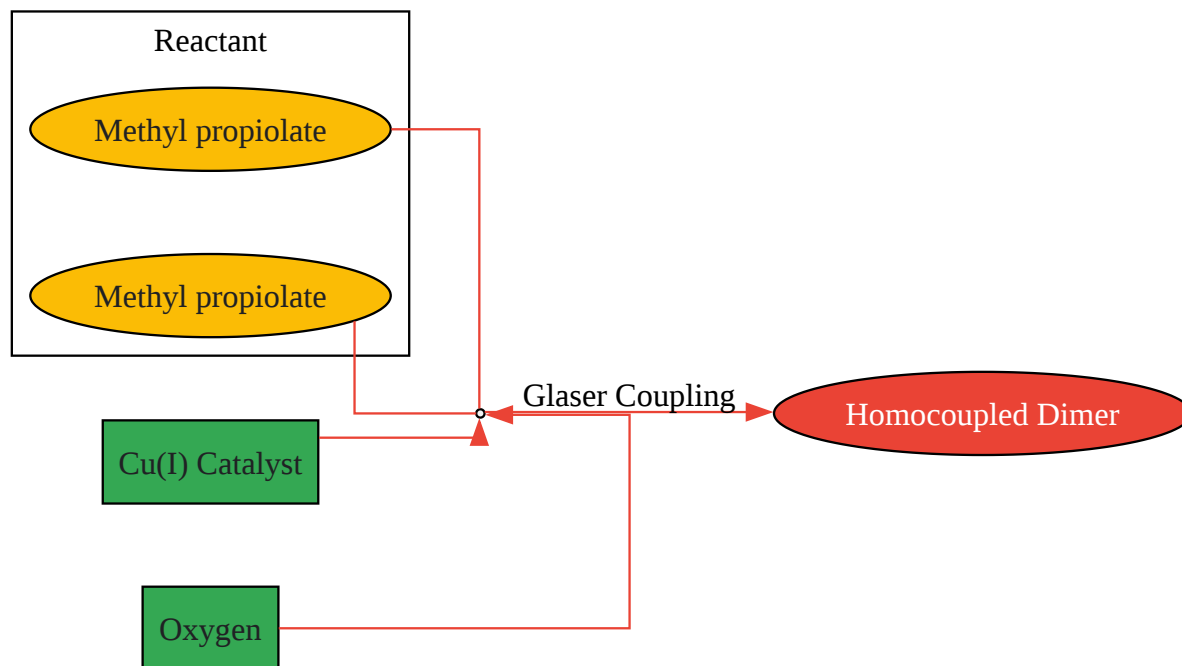 Reactant
Methyl propiolate
Methyl propiolate
Glaser Coupling
Homocoupled Dimer
Cu(I) Catalyst
Oxygen